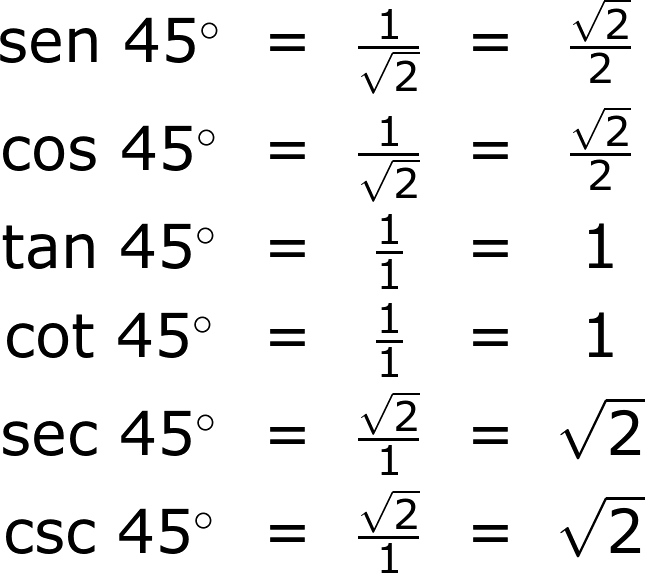 sen 45° = 1/√2 = √2/2
cos 45° = 1/√2 = √2/2
tan 45° = 1/1 = 1
cot 45° = 1/1 = 1
sec 45° = √2/1 = √2
csc 45° = √2/1 = √2